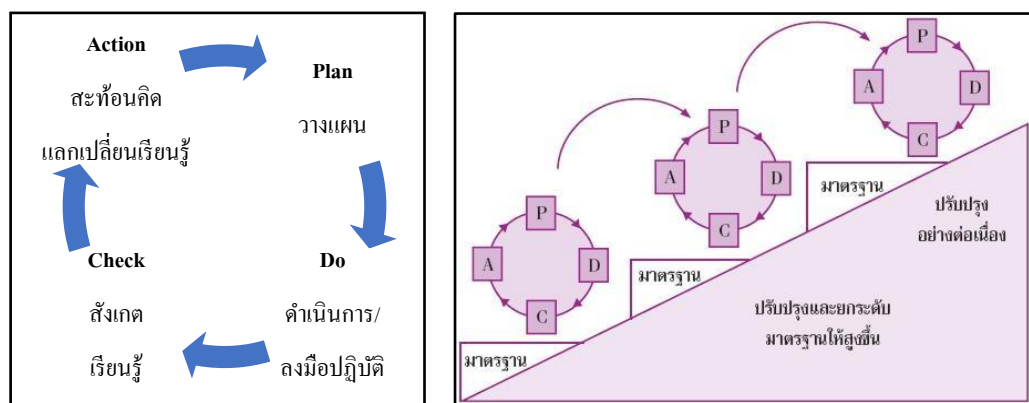 Action
สะท้อนคิด
แลกเปลี่ยนเรียนรู้
Plan
วางแผน
Check
สังเกต
เรียนรู้
Do
ดำเนินการ/
ลงมือปฏิบัติ
P
A
D
C
P
A
D
C
P
A
D
C
มาตรฐาน
มาตรฐาน
มาตรฐาน
ปรับปรุง
อย่างต่อเนื่อง
ปรับปรุงและยกระดับ
มาตรฐานให้สูงขึ้น